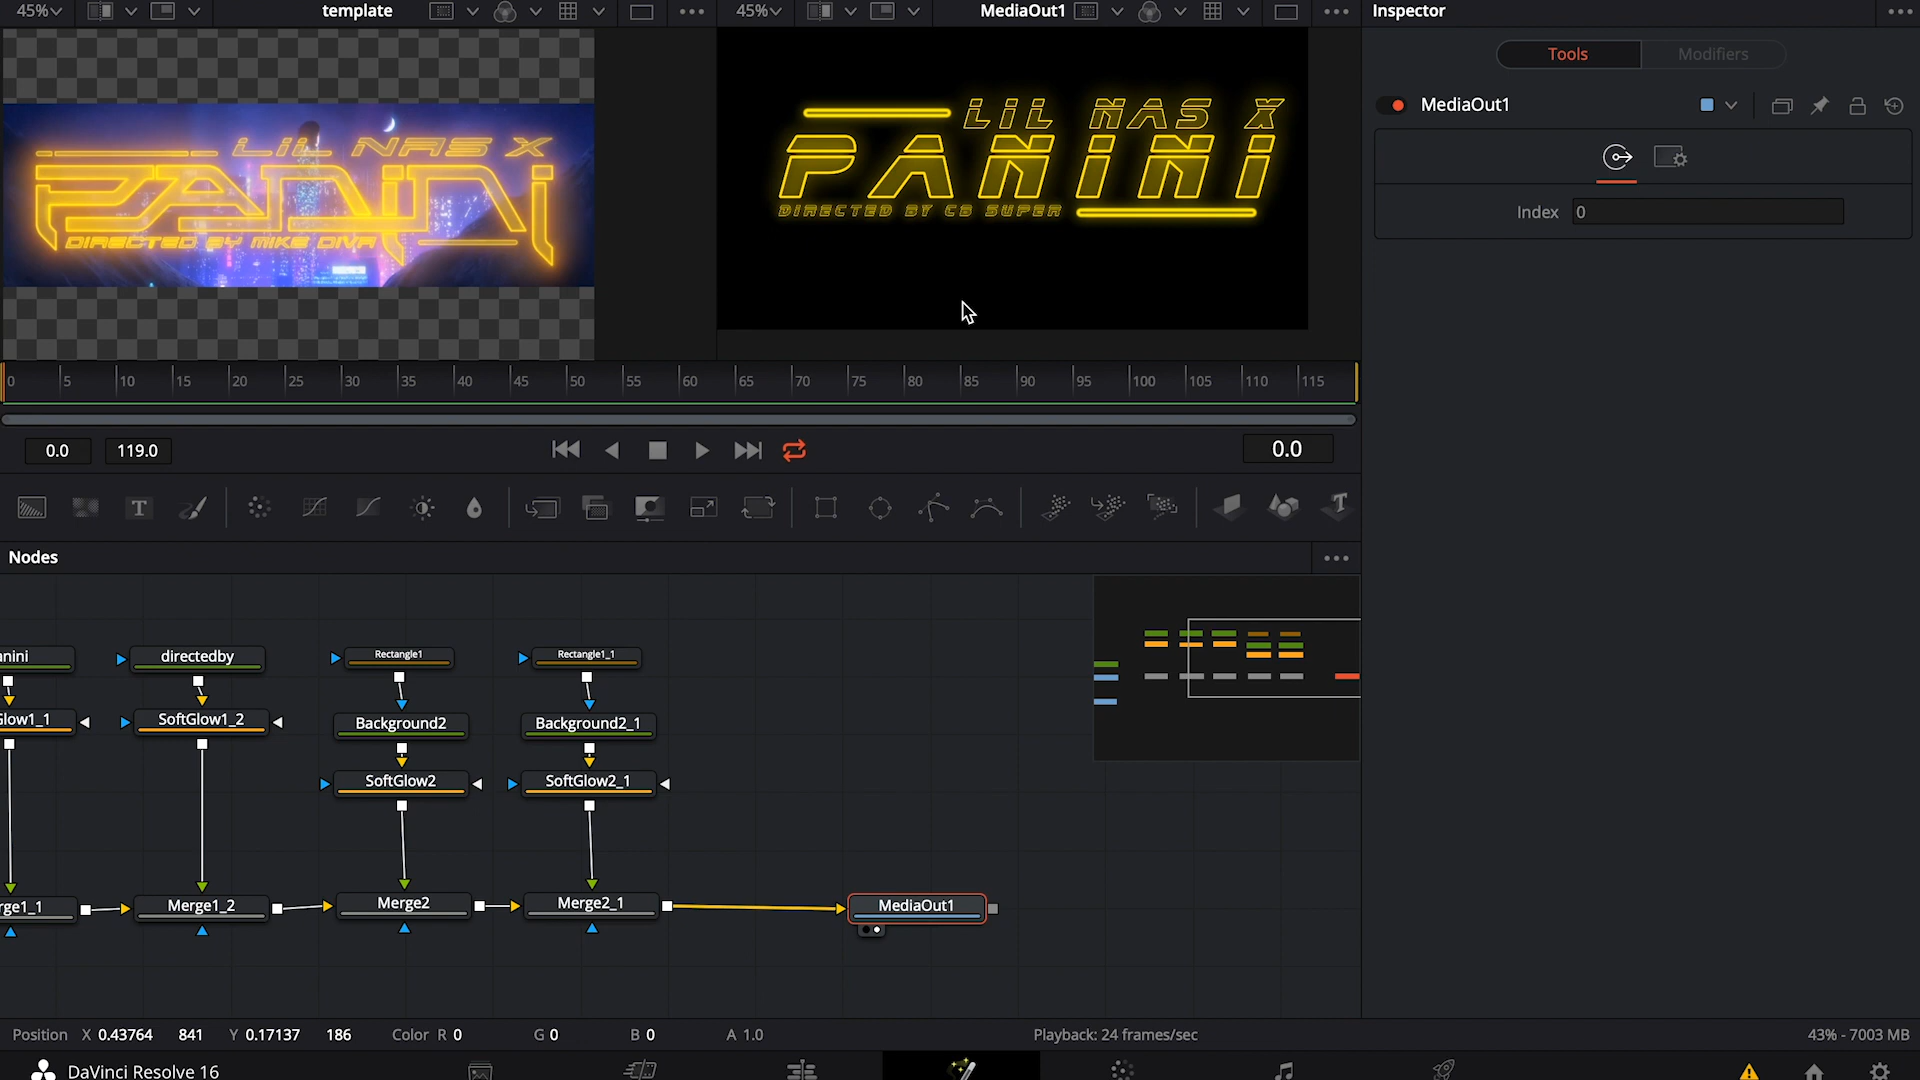 45%
template
45%
MediaOut1
Inspector
Tools
Modifiers
MediaOut1
Index 0
LIL NAS X
PANINI
DIRECTED BY MIKE DIVA
LIL NAS X
PANINI
DIRECTED BY CB SUPER
0 5 10 15 20 25 30 35 40 45 50 55 60 65 70 75 80 85 90 95 100 105 110 115
0.0
119.0
0.0
T
T
Nodes
anini
directedby
Rectangle1
Rectangle1_1
Glow1_1
SoftGlow1_2
Background2
Background2_1
SoftGlow2
SoftGlow2_1
rge1_1
Merge1_2
Merge2
Merge2_1
MediaOut1
Position X 0.43764 841 Y 0.17137 186 Color R 0 G 0 B 0 A 1.0
Playback: 24 frames/sec
43% - 7003 MB
DaVinci Resolve 16